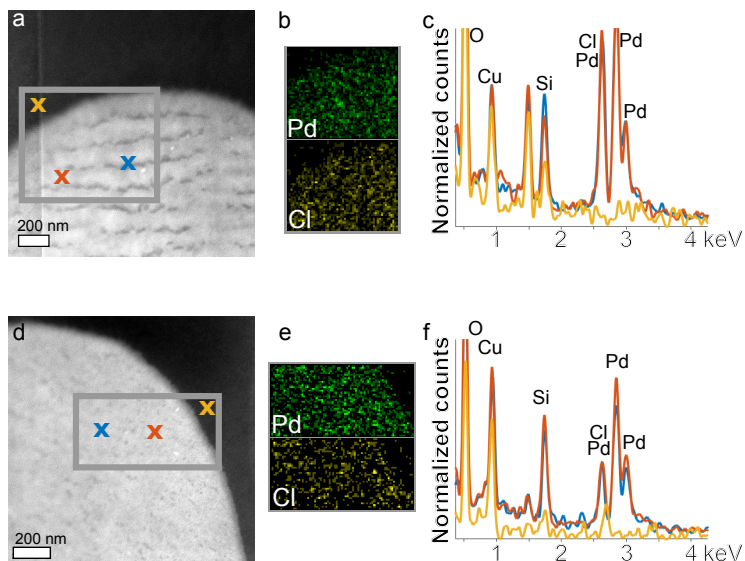 a
x
x
x
200 nm
b
Pd
Cl
c
Normalized counts
O
Cu
Si
Cl
Pd
Pd
Pd
1
2
3
4 keV
d
x
x
x
200 nm
e
Pd
Cl
f
Normalized counts
O
Cu
Si
Cl
Pd
Pd
Pd
1
2
3
4 keV